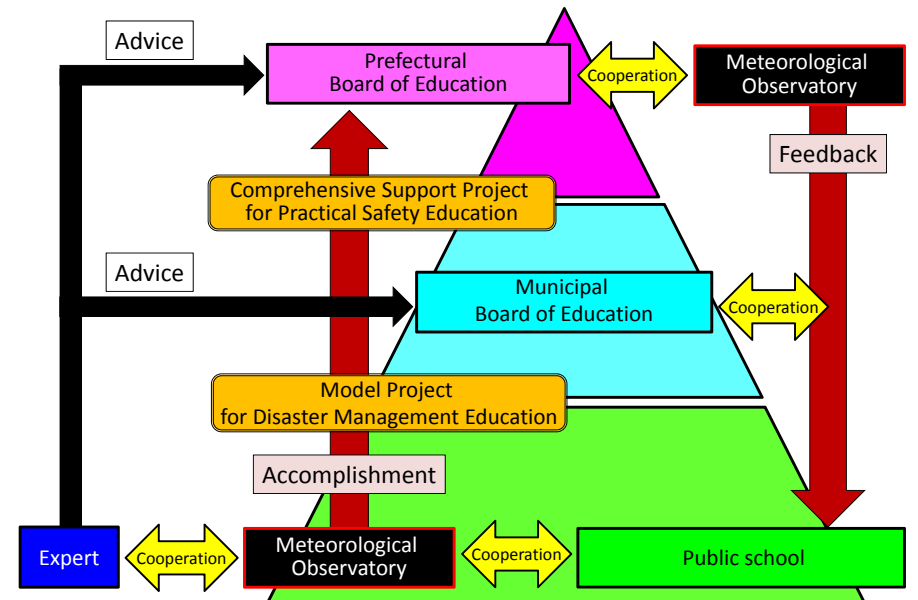 Advice
Prefectural
Board of Education
Cooperation
Meteorological
Observatory
Feedback
Comprehensive Support Project
for Practical Safety Education
Advice
Municipal
Board of Education
Cooperation
Model Project
for Disaster Management Education
Accomplishment
Expert
Cooperation
Meteorological
Observatory
Cooperation
Public school